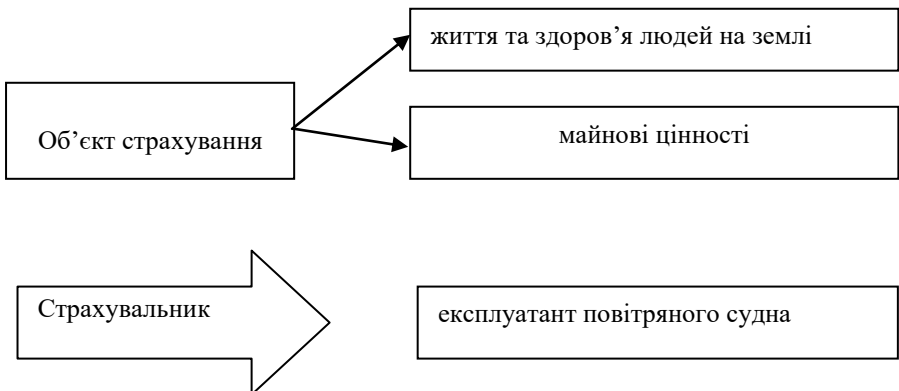 життя та здоров’я людей на землі
Об’єкт страхування
майнові цінності
Страхувальник
експлуатант повітряного судна